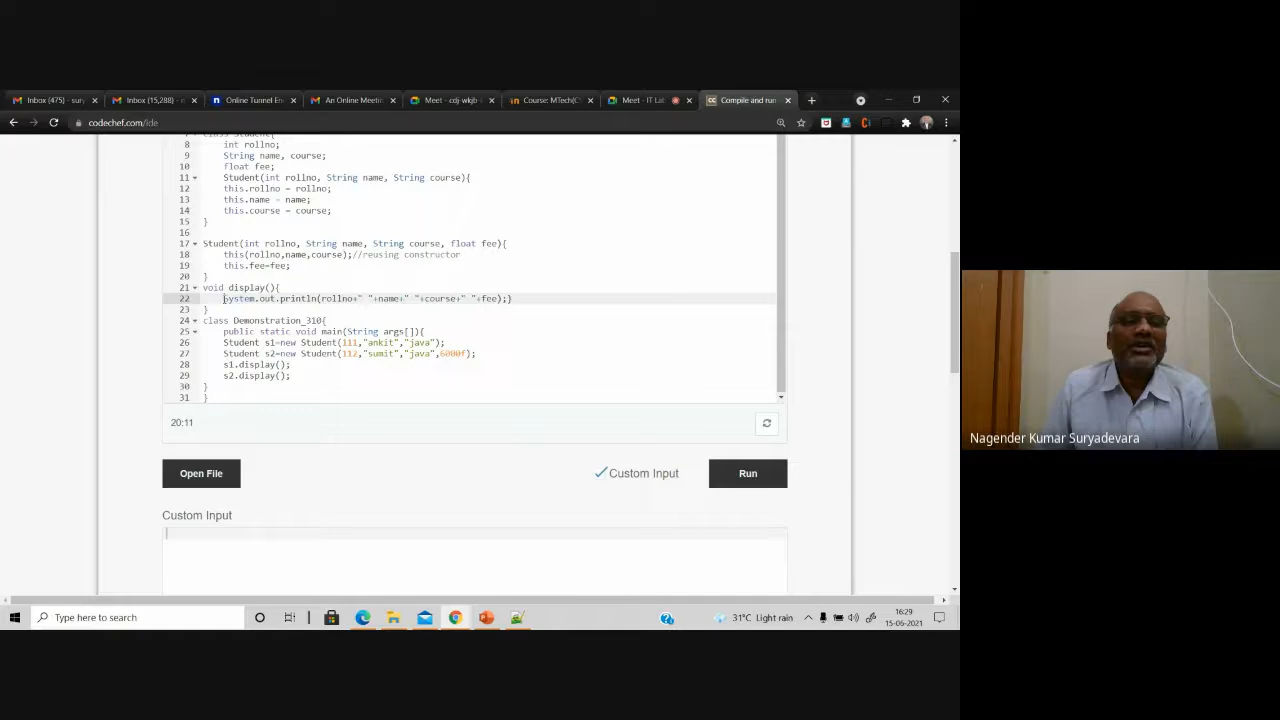 Inbox (475) - sury
Inbox (15,288) - n
Online Tunnel En
An Online Meetin
Meet - cdj-wkjb
Course: MTech(CS
Meet - IT Lab
Compile and run
codechef.com/ide
7 class Student{
8 int rollno;
9 String name, course;
10 float fee;
11 Student(int rollno, String name, String course){
12 this.rollno = rollno;
13 this.name = name;
14 this.course = course;
15 }
16
17 Student(int rollno, String name, String course, float fee){
18 this(rollno,name,course);//reusing constructor
19 this.fee=fee;
20 }
21 void display(){
22 System.out.println(rollno+" "+name+" "+course+" "+fee);}
23 }
24 class Demonstration_310{
25 public static void main(String args[]){
26 Student s1=new Student(111,"ankit","java");
27 Student s2=new Student(112,"sumit","java",6000f);
28 s1.display();
29 s2.display();
30 }
31 }
20:11
Open File
Custom Input
Run
Custom Input
Nagender Kumar Suryadevara
Type here to search
31°C Light rain
16:29
15-06-2021